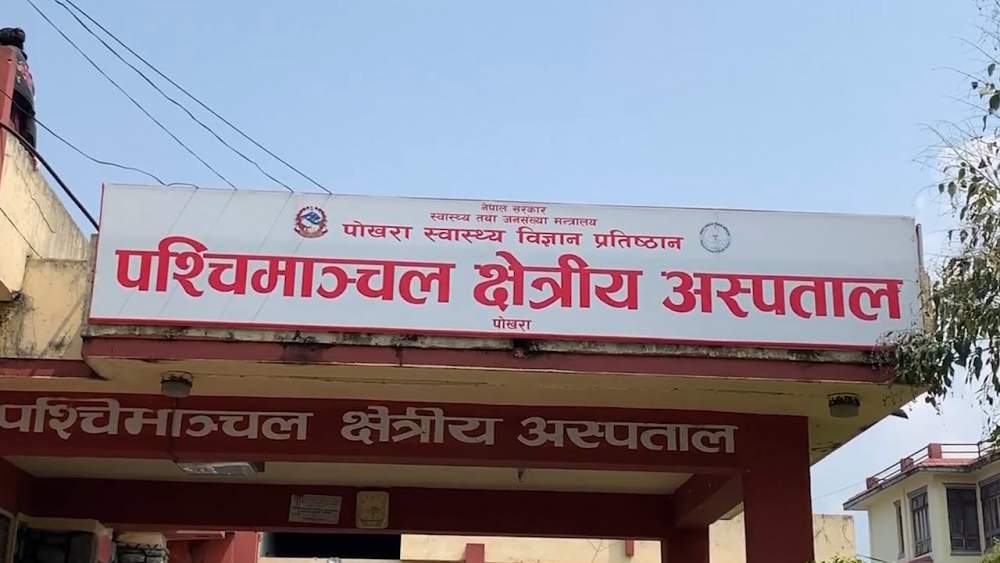 नेपाल सरकार
स्वास्थ्य तथा जनसंख्या मन्त्रालय
पोखरा स्वास्थ्य विज्ञान प्रतिष्ठान
पश्चिमाञ्चल क्षेत्रीय अस्पताल
पोखरा
पश्चिमाञ्चल क्षेत्रीय अस्पताल